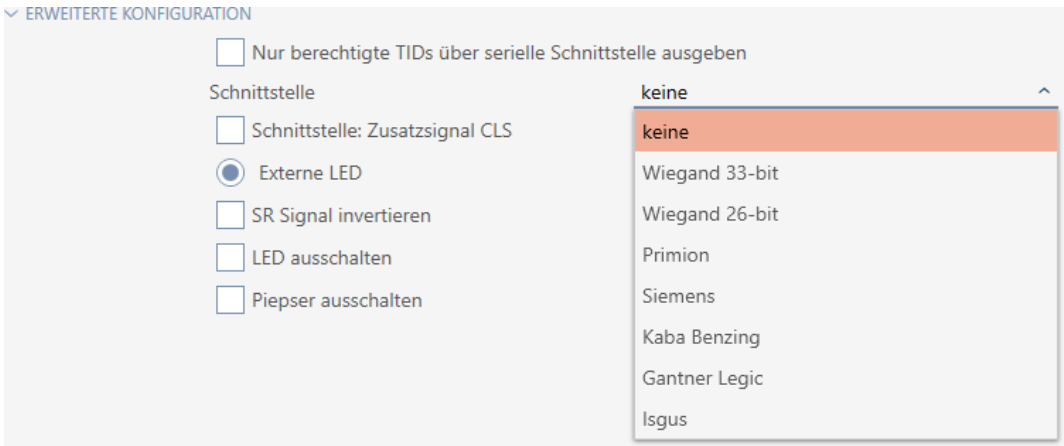 ERWEITERTE KONFIGURATION
Nur berechtigte TIDs über serielle Schnittstelle ausgeben
Schnittstelle
keine
Schnittstelle: Zusatzsignal CLS
keine
Externe LED
Wiegand 33-bit
SR Signal invertieren
Wiegand 26-bit
LED ausschalten
Primion
Piepser ausschalten
Siemens
Kaba Benzing
Gantner Legic
Isgus